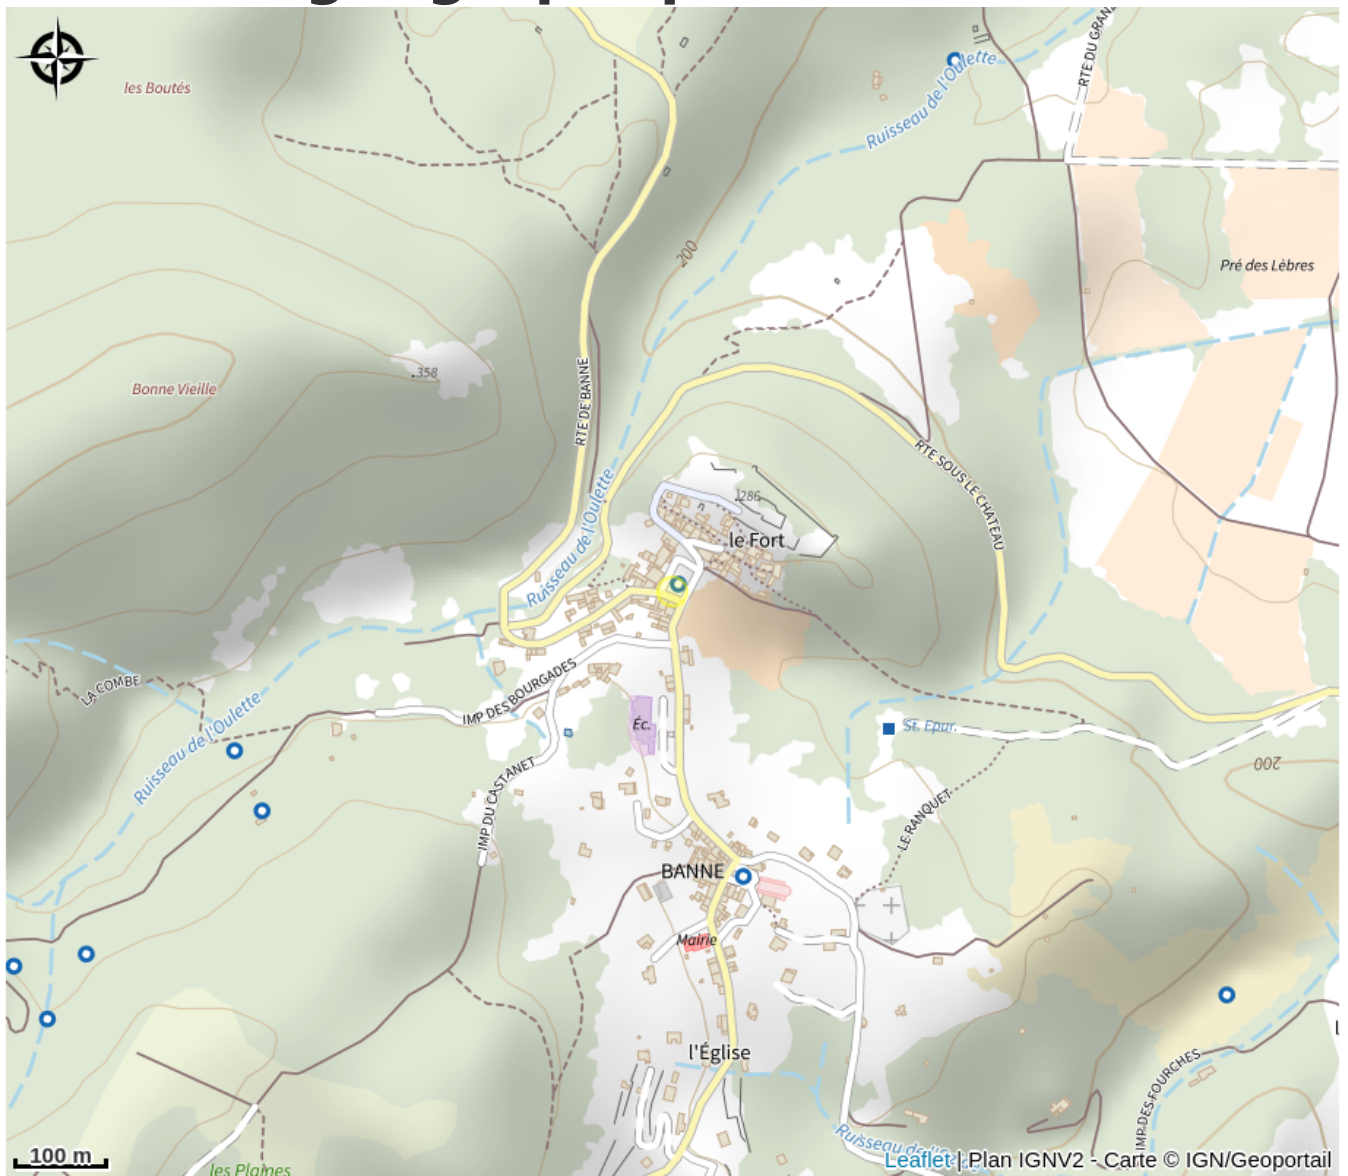 les Boutés
Ruisseau de l'Oulette
RTE DU GRAN
Pré des Lèbres
200
.358
Bonne Vieille
RTE DE BANNE
RTE SOUS LE CHATEAU
.286
le Fort
Ruisseau de l'Oulette
LA COMBE
IMP DES BOURGADES
Éc.
St. Epur.
Ruisseau de l'Oulette
200
IMP DU CASTANET
LE RANQUET
BANNE
Mairie
l'Église
IMP DES FOURCHES
Ruisseau de
100 m
les Plaines
Leaflet | Plan IGNV2 - Carte © IGN/Geoportail